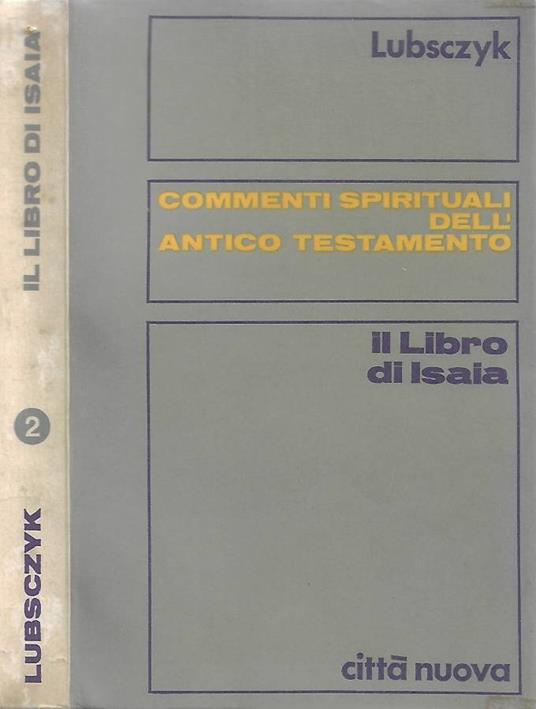 Lubsczyk
COMMENTI SPIRITUALI
DELL'
ANTICO TESTAMENTO
il Libro
di Isaia
città nuova
IL LIBRO DI ISAIA
2
LUBSCZYK